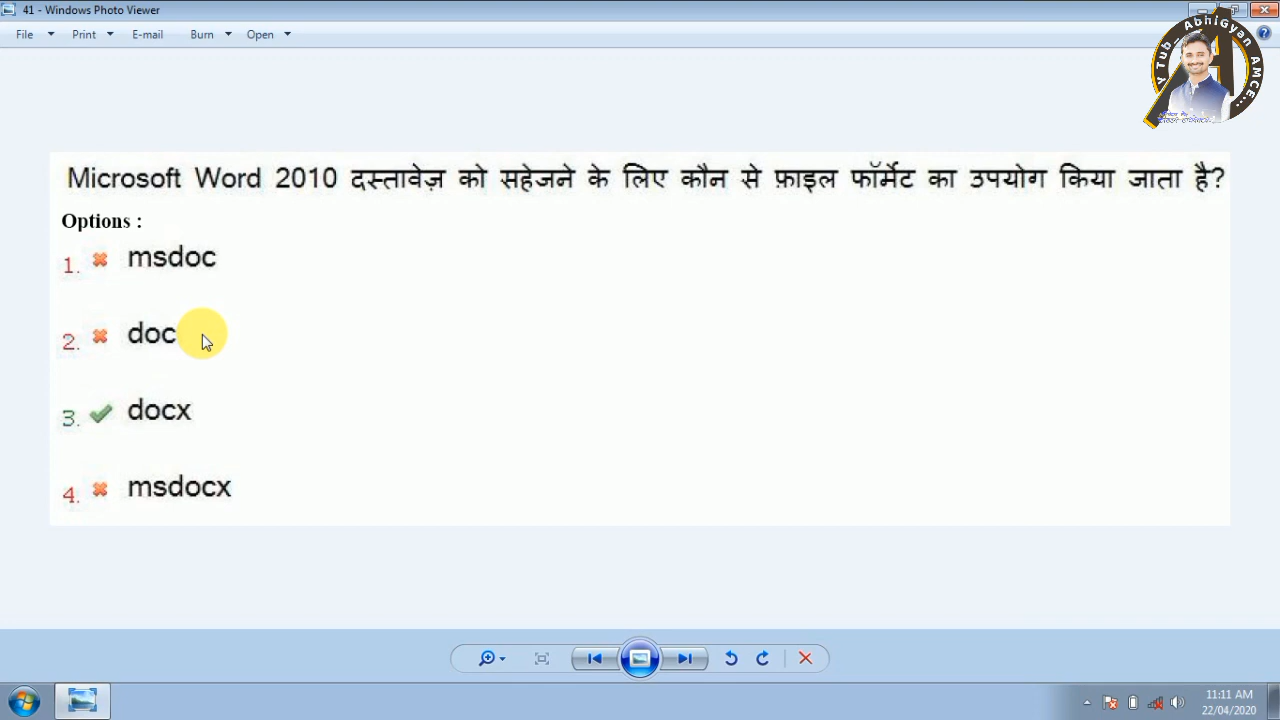 41 - Windows Photo Viewer
File Print E-mail Burn Open
Y Tub_ AbhiGyan AMCE...
Microsoft Word 2010 दस्तावेज़ को सहेजने के लिए कौन से फ़ाइल फॉर्मेट का उपयोग किया जाता है?
Options :
1. msdoc
2. doc
3. docx
4. msdocx
11:11 AM
22/04/2020